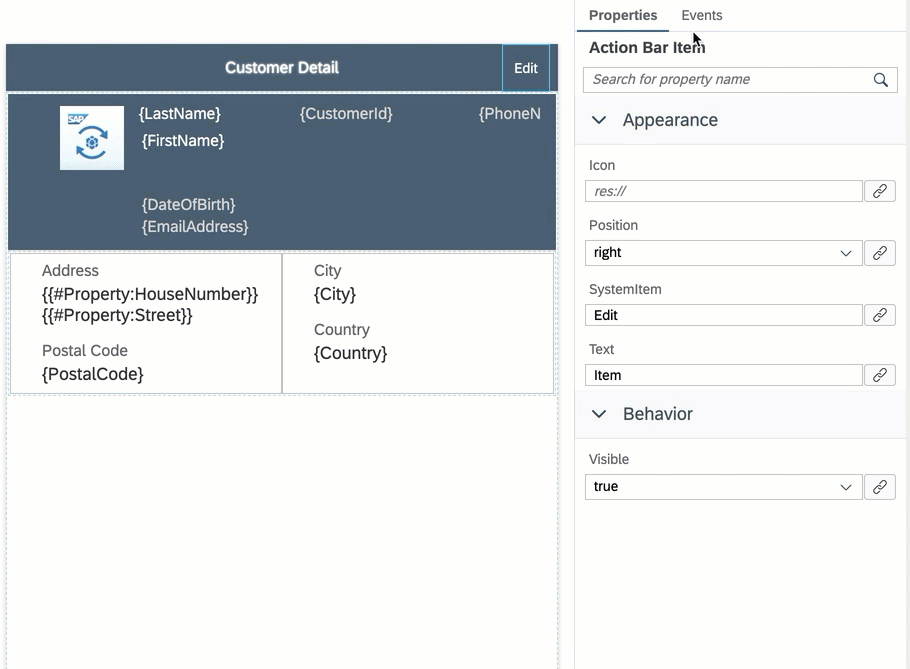 Customer Detail
Edit
SAP
{LastName}
{CustomerId}
{PhoneN
{FirstName}
{DateOfBirth}
{EmailAddress}
Address
{{#Property:HouseNumber}}
{{#Property:Street}}
Postal Code
{PostalCode}
City
{City}
Country
{Country}
Properties
Events
Action Bar Item
Search for property name
Appearance
Icon
res://
Position
right
SystemItem
Edit
Text
Item
Behavior
Visible
true